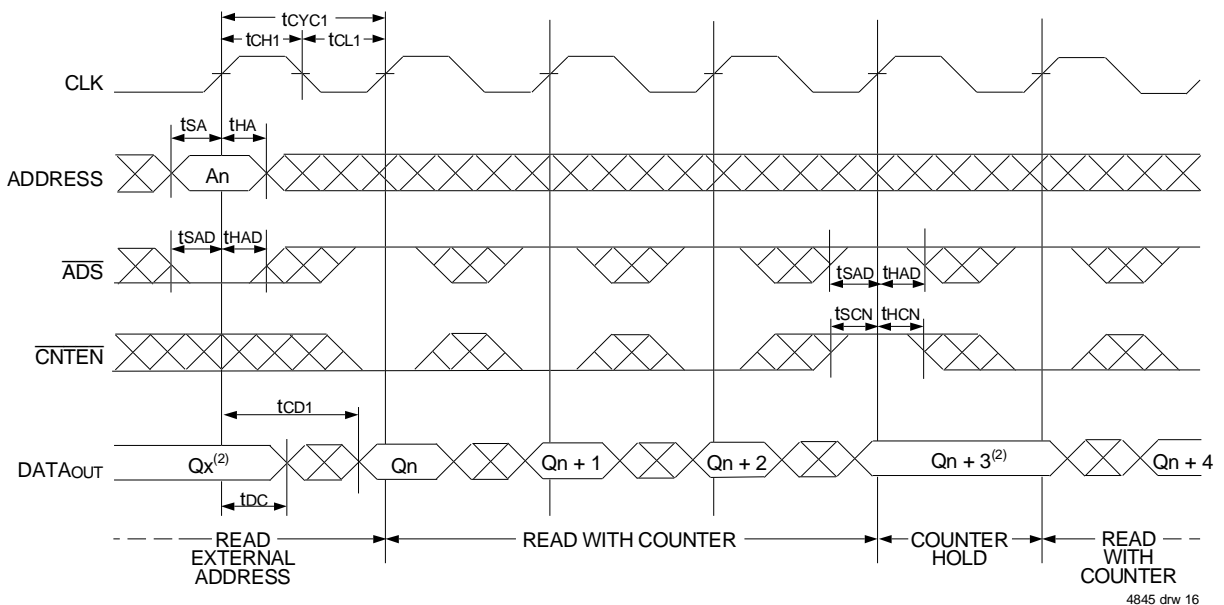 tCYC1
tCH1 tCL1
CLK
tSA tHA
ADDRESS An
tSAD tHAD
ADS
tSAD tHAD
tSCN tHCN
CNTEN
tCD1
DATAOUT Qx(2) Qn Qn + 1 Qn + 2 Qn + 3(2) Qn + 4
tDC
READ EXTERNAL ADDRESS
READ WITH COUNTER
COUNTER HOLD
READ WITH COUNTER
4845 drw 16